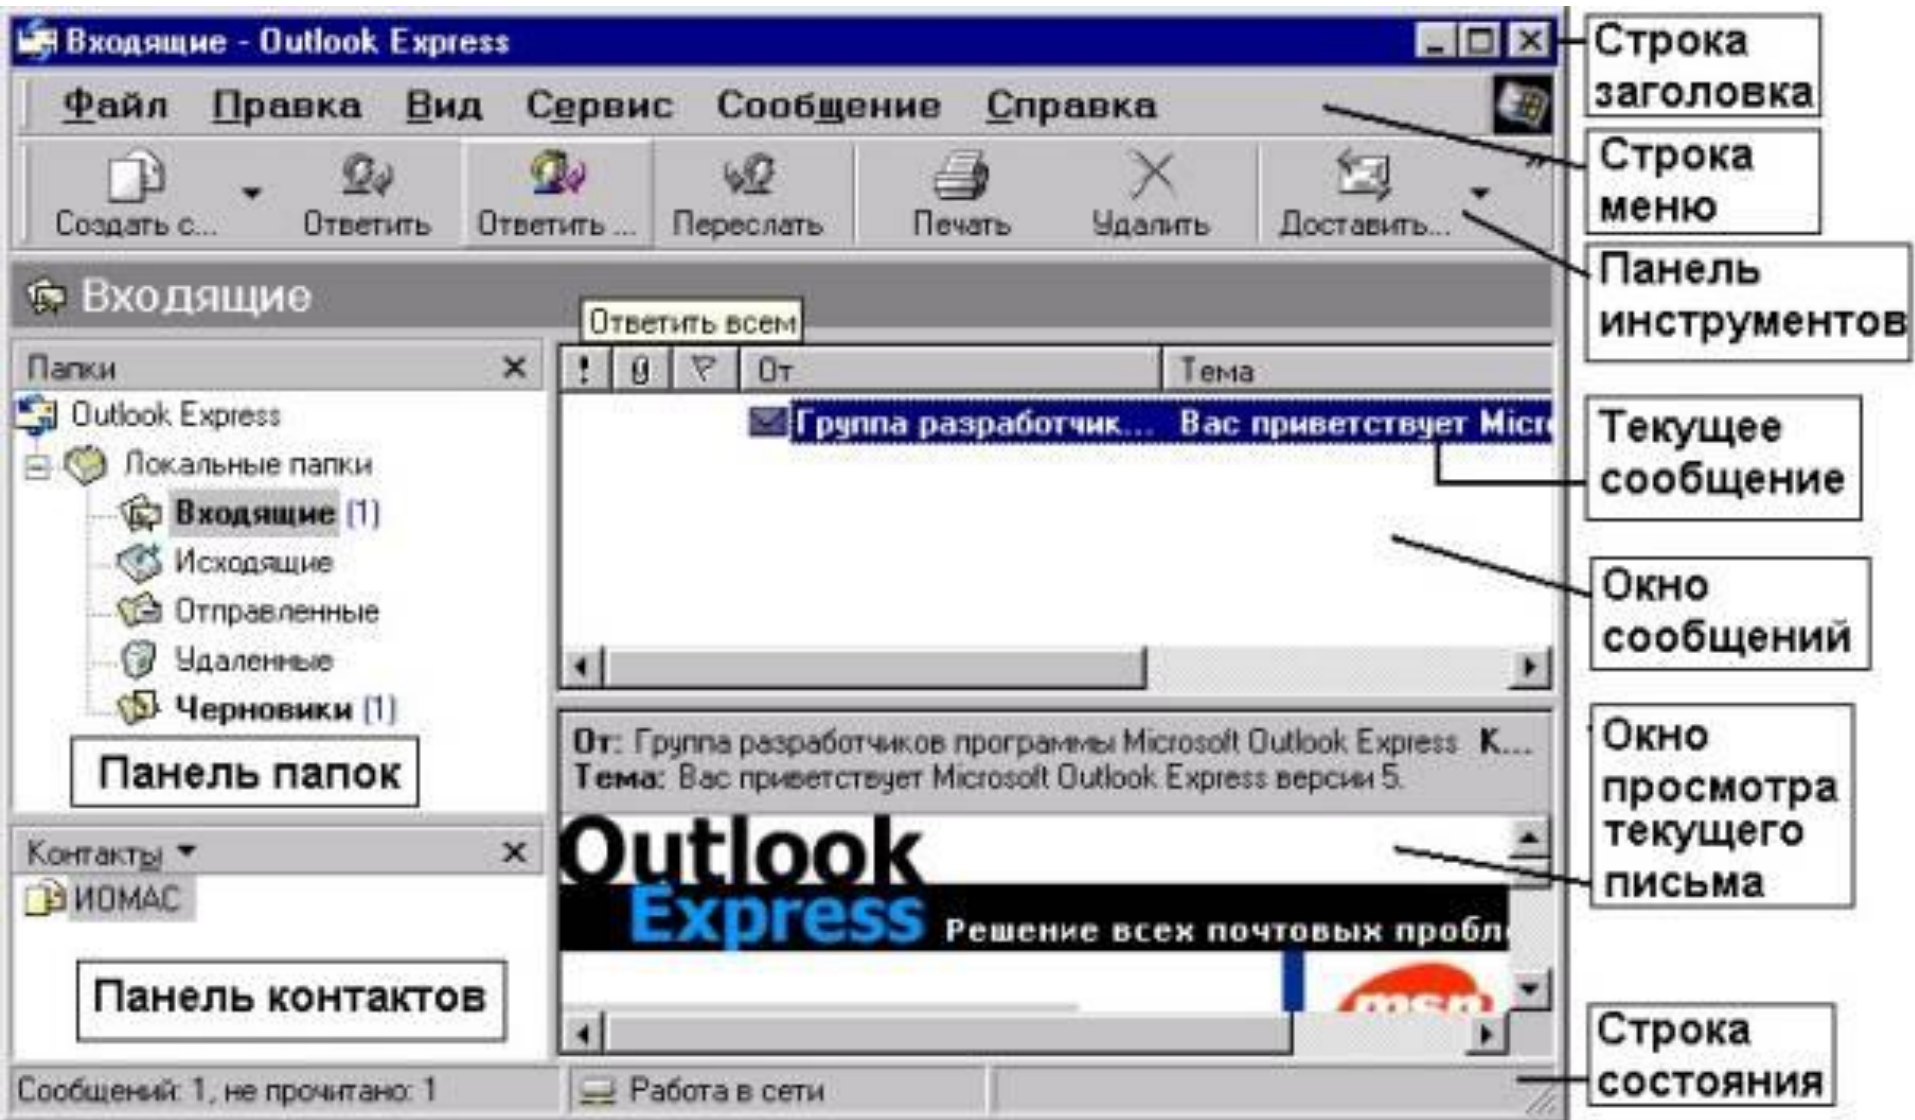 Входящие - Outlook Express
Файл Правка Вид Сервис Сообщение Справка
Создать с... Ответить Ответить ... Переслать Печать Удалить Доставить... »
Входящие
Ответить всем
Папки
! От Тема
Outlook Express
Группа разработчик... Вас приветствует Micro
Локальные папки
Входящие (1)
Исходящие
Отправленные
Удаленные
Черновики (1)
Панель папок
От: Группа разработчиков программы Microsoft Outlook Express К...
Тема: Вас приветствует Microsoft Outlook Express версии 5.
Контакты
ИОМАС
Панель контактов
Outlook
Express Решение всех почтовых пробл
msn
Сообщений: 1, не прочитано: 1 Работа в сети
Строка
заголовка
Строка
меню
Панель
инструментов
Текущее
сообщение
Окно
сообщений
Окно
просмотра
текущего
письма
Строка
состояния